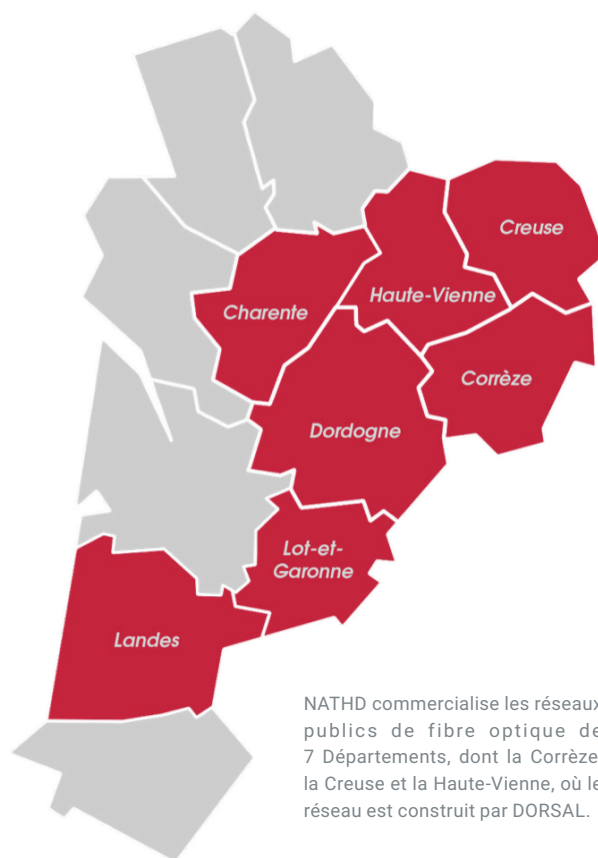 Creuse
Haute-Vienne
Charente
Corrèze
Dordogne
Lot-et-
Garonne
Landes
NATHD commercialise les réseaux
publics de fibre optique de
7 Départements, dont la Corrèze
la Creuse et la Haute-Vienne, où le
réseau est construit par DORSAL.